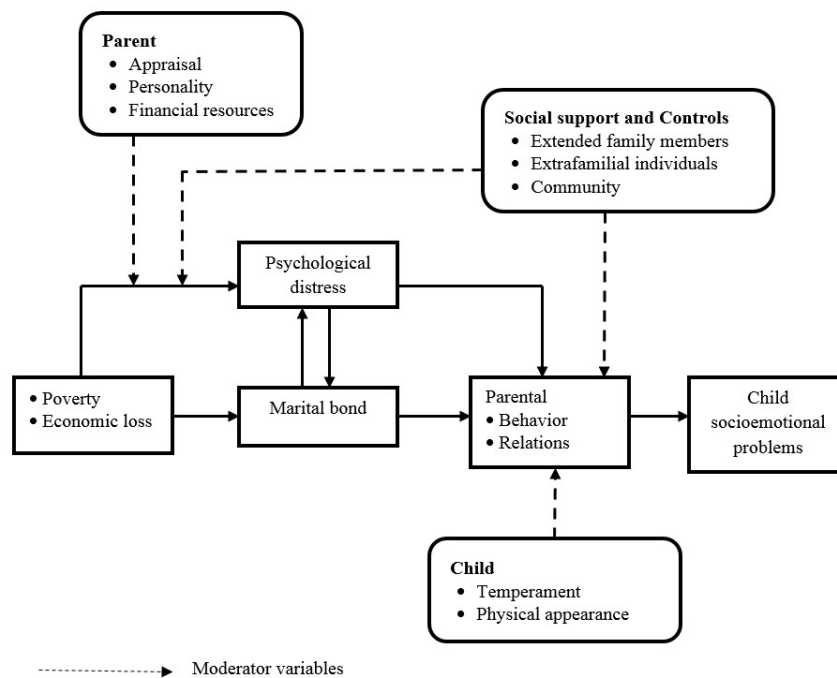 Parent
• Appraisal
• Personality
• Financial resources
Social support and Controls
• Extended family members
• Extrafamilial individuals
• Community
Psychological
distress
• Poverty
• Economic loss
Marital bond
Parental
• Behavior
• Relations
Child
socioemotional
problems
Child
• Temperament
• Physical appearance
Moderator variables